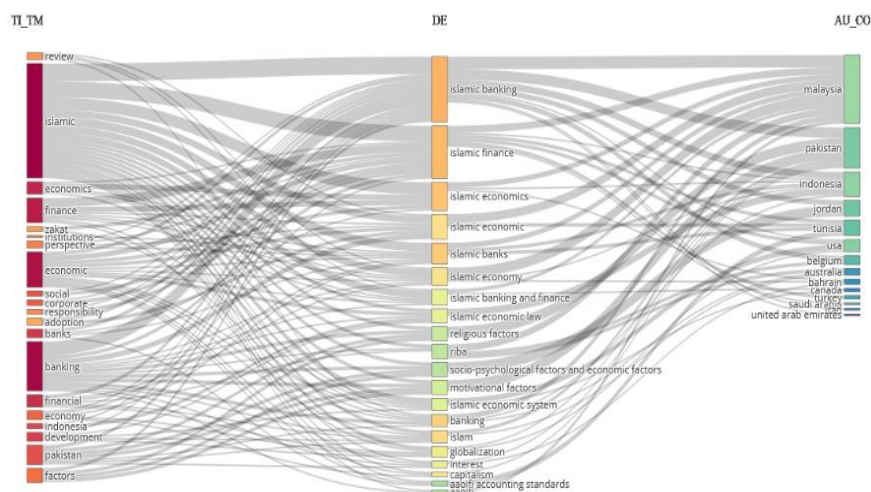 TI_TM
DE
AU_CO
review
islamic
economics
finance
zakat
institutions
perspective
economic
social
corporate
responsibility
adoption
banks
banking
financial
economy
indonesia
development
pakistan
factors
islamic banking
islamic finance
islamic economics
islamic economic
islamic banks
islamic economy
islamic banking and finance
islamic economic law
religious factors
riba
socio-psychological factors and economic factors
motivational factors
islamic economic system
banking
islam
globalization
interest
capitalism
aaoifi accounting standards
malaysia
pakistan
indonesia
jordan
tunisia
usa
belgium
australia
bahrain
canada
turkey
saudi arabia
iran
united arab emirates